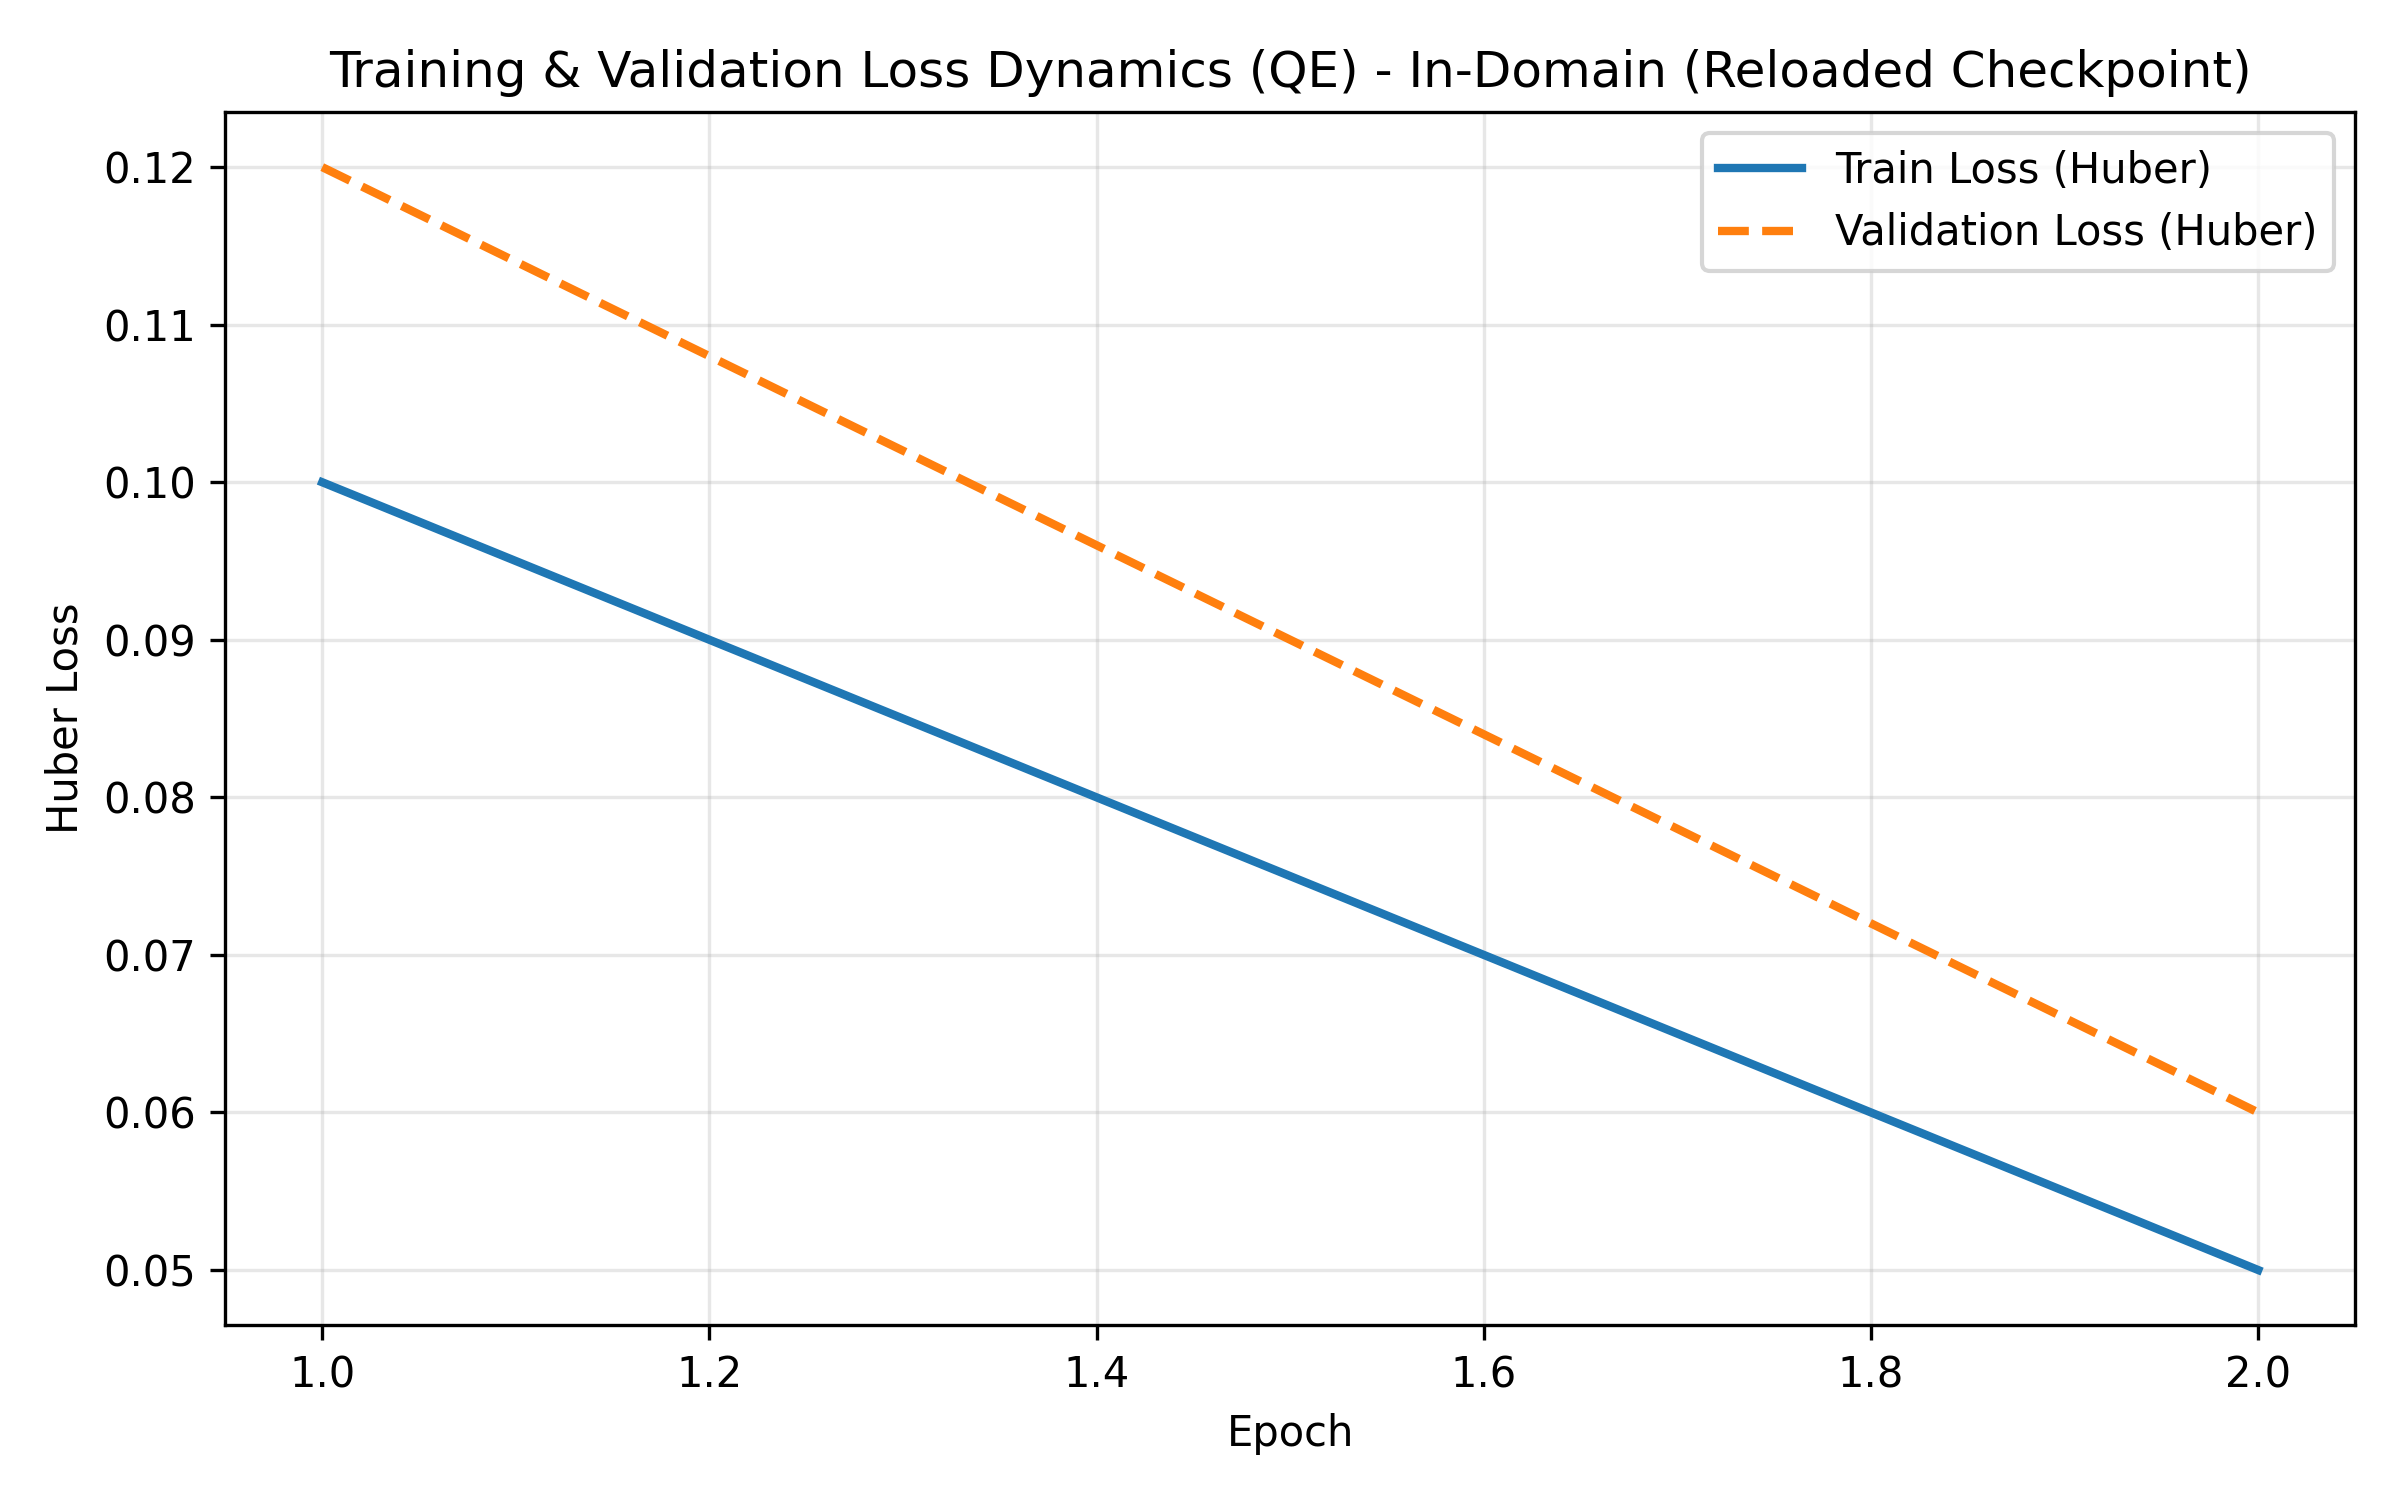 Training & Validation Loss Dynamics (QE) - In-Domain (Reloaded Checkpoint)
Train Loss (Huber)
Validation Loss (Huber)
0.12
0.11
0.10
0.09
0.08
0.07
0.06
0.05
Huber Loss
1.0 1.2 1.4 1.6 1.8 2.0
Epoch